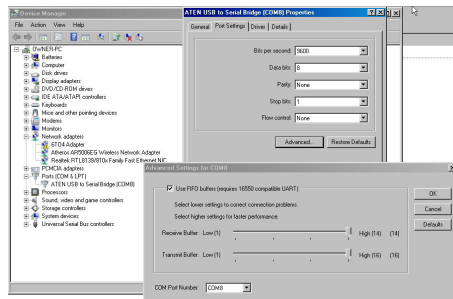 Device Manager
File Action View Help
OWNER-PC
Batteries
Computer
Disk drives
Display adapters
DVD/CD-ROM drives
IDE ATA/ATAPI controllers
Keyboards
Mice and other pointing devices
Modems
Monitors
Network adapters
6TO4 Adapter
Atheros AR5006EG Wireless Network Adapter
Realtek RTL8139/810x Family Fast Ethernet NIC
PCMCIA adapters
Ports (COM & LPT)
ATEN USB to Serial Bridge (COM8)
Processors
Sound, video and game controllers
Storage controllers
System devices
Universal Serial Bus controllers
ATEN USB to Serial Bridge (COM8) Properties
General Port Settings Driver Details
Bits per second: 9600
Data bits: 8
Parity: None
Stop bits: 1
Flow control: None
Advanced... Restore Defaults
Advanced Settings for COM8
Use FIFO buffers (requires 16550 compatible UART)
Select lower settings to correct connection problems.
Select higher settings for faster performance.
Receive Buffer: Low (1) High (14) (14)
Transmit Buffer: Low (1) High (16) (16)
COM Port Number: COM8
OK
Cancel
Defaults